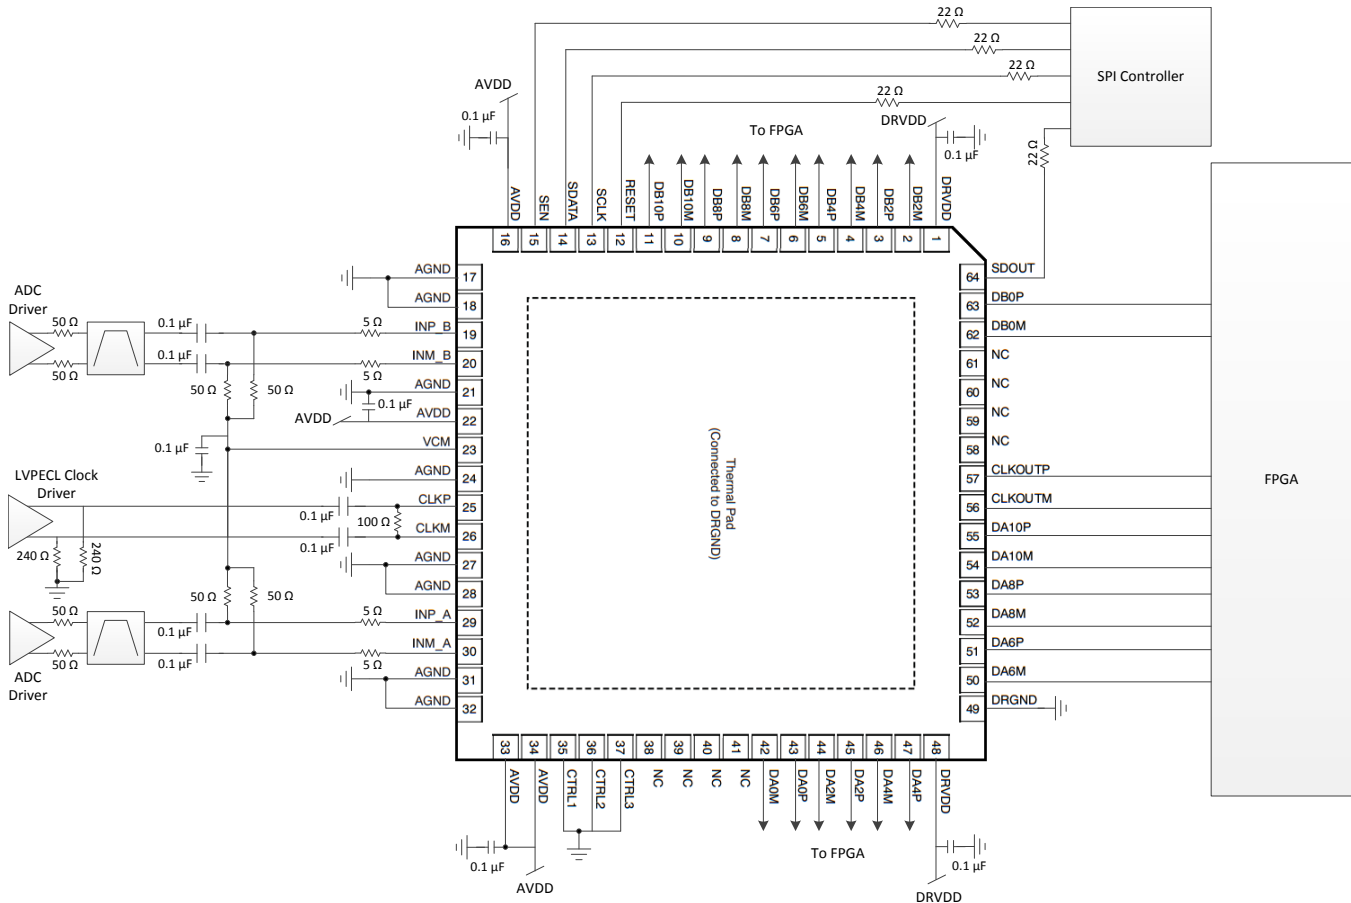 22 Ω
22 Ω
22 Ω
22 Ω
22 Ω
SPI Controller
AVDD
0.1 µF
To FPGA
DRVDD
0.1 µF
AVDD
SEN
SDATA
SCLK
RESET
DB10P
DB10M
DB8P
DB8M
DB6P
DB6M
DB4P
DB4M
DB2P
DB2M
DRVDD
16
15
14
13
12
11
10
9
8
7
6
5
4
3
2
1
ADC
Driver
50 Ω
50 Ω
0.1 µF
0.1 µF
50 Ω
50 Ω
5 Ω
5 Ω
AGND
17
AGND
18
INP_B
19
INM_B
20
AGND
21
0.1 µF
AVDD
AVDD
22
0.1 µF
VCM
23
AGND
24
LVPECL Clock
Driver
240 Ω
240 Ω
0.1 µF
0.1 µF
100 Ω
CLKP
25
CLKM
26
AGND
27
AGND
28
50 Ω
50 Ω
ADC
Driver
50 Ω
50 Ω
0.1 µF
0.1 µF
5 Ω
5 Ω
INP_A
29
INM_A
30
AGND
31
AGND
32
Thermal Pad
(Connected to DRGND)
64
SDOUT
63
DB0P
62
DB0M
61
NC
60
NC
59
NC
58
NC
57
CLKOUTP
56
CLKOUTM
55
DA10P
54
DA10M
53
DA8P
52
DA8M
51
DA6P
50
DA6M
49
DRGND
FPGA
33
34
35
36
37
38
39
40
41
42
43
44
45
46
47
48
AVDD
AVDD
CTRL1
CTRL2
CTRL3
NC
NC
NC
NC
DA0M
DA0P
DA2M
DA2P
DA4M
DA4P
DRVDD
0.1 µF
AVDD
To FPGA
0.1 µF
DRVDD